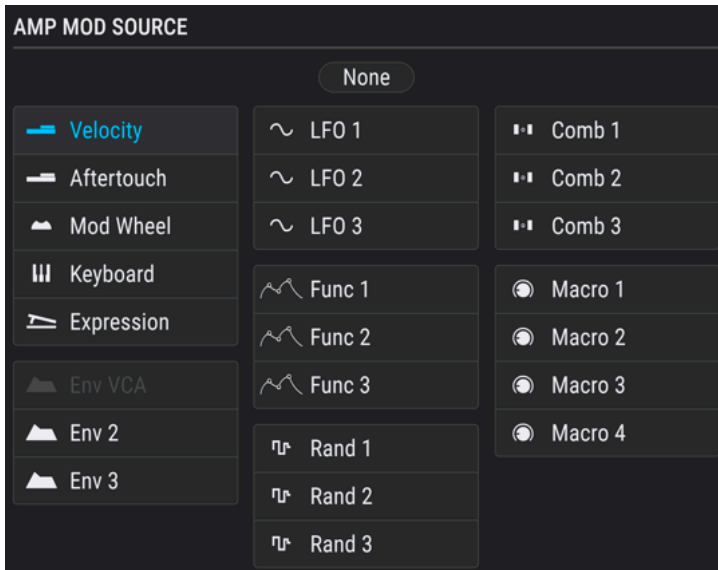 AMP MOD SOURCE
None
Velocity
Aftertouch
Mod Wheel
Keyboard
Expression
Env VCA
Env 2
Env 3
LFO 1
LFO 2
LFO 3
Func 1
Func 2
Func 3
Rand 1
Rand 2
Rand 3
Comb 1
Comb 2
Comb 3
Macro 1
Macro 2
Macro 3
Macro 4